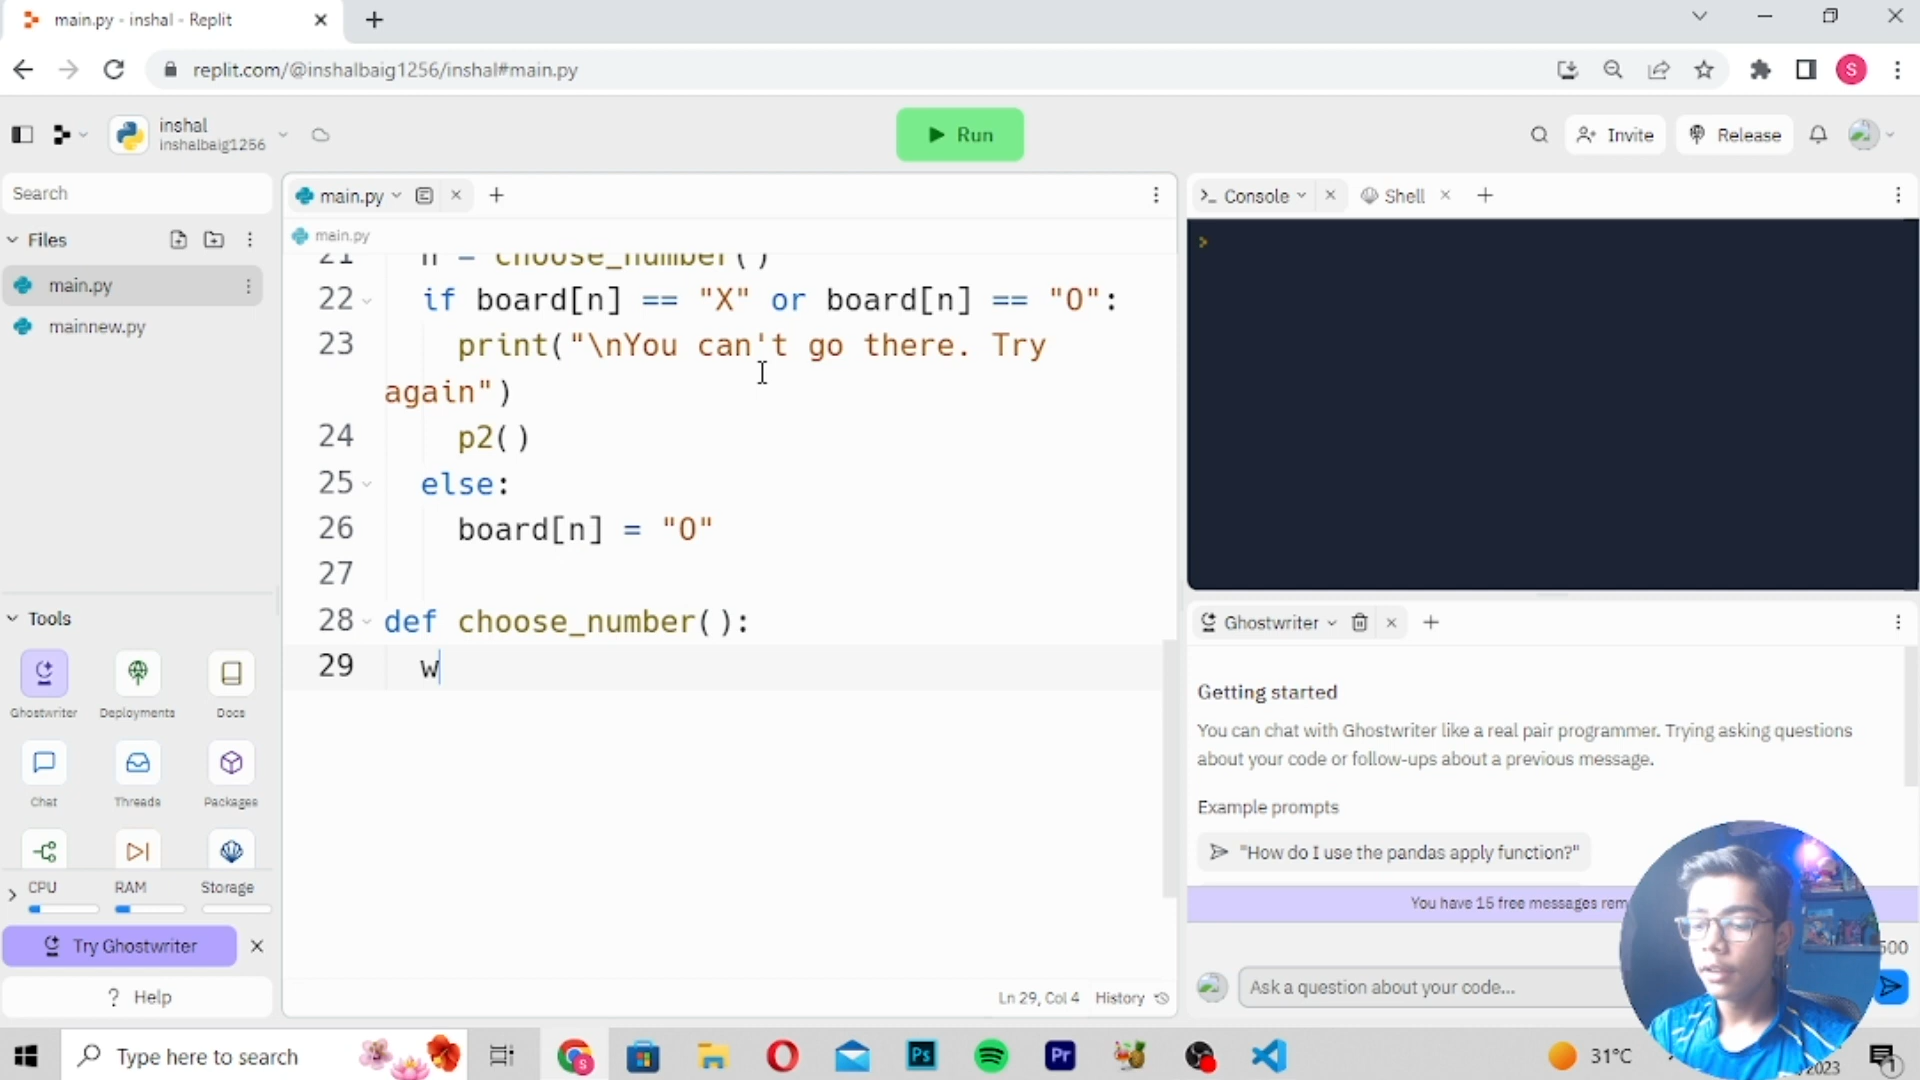 main.py - inshal - Replit
replit.com/@inshalbaig1256/inshal#main.py
S
inshal
inshalbaig1256
Run
Invite
Release
Search
main.py
Console
Shell
Files
main.py
main.py
mainnew.py
21 n = choose_number()
22 if board[n] == "X" or board[n] == "O":
23 print("\nYou can't go there. Try
again")
24 p2()
25 else:
26 board[n] = "O"
27
28 def choose_number():
29 w
Tools
Ghostwriter
Deployments
Docs
Chat
Threads
Packages
CPU
RAM
Storage
Try Ghostwriter
? Help
Ln 29, Col 4
History
Ghostwriter
Getting started
You can chat with Ghostwriter like a real pair programmer. Trying asking questions
about your code or follow-ups about a previous message.
Example prompts
"How do I use the pandas apply function?"
You have 15 free messages rem
500
Ask a question about your code...
Type here to search
Ps
Pr
31°C
2023
1